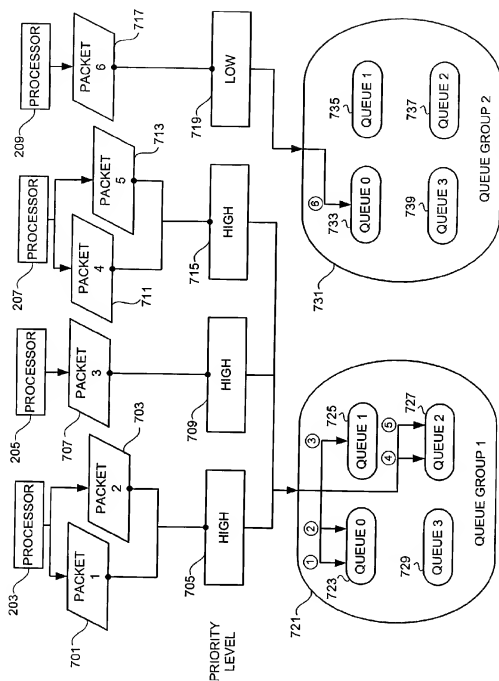 203
PROCESSOR
205
PROCESSOR
207
PROCESSOR
209
PROCESSOR
701
PACKET 1
PACKET 2
703
707
PACKET 3
PACKET 4
711
PACKET 5
713
PACKET 6
717
PRIORITY LEVEL
705
HIGH
709
HIGH
715
HIGH
719
LOW
721
1
2
3
4
5
723
QUEUE 0
725
QUEUE 1
729
QUEUE 3
727
QUEUE 2
QUEUE GROUP 1
731
6
733
QUEUE 0
735
QUEUE 1
739
QUEUE 3
737
QUEUE 2
QUEUE GROUP 2